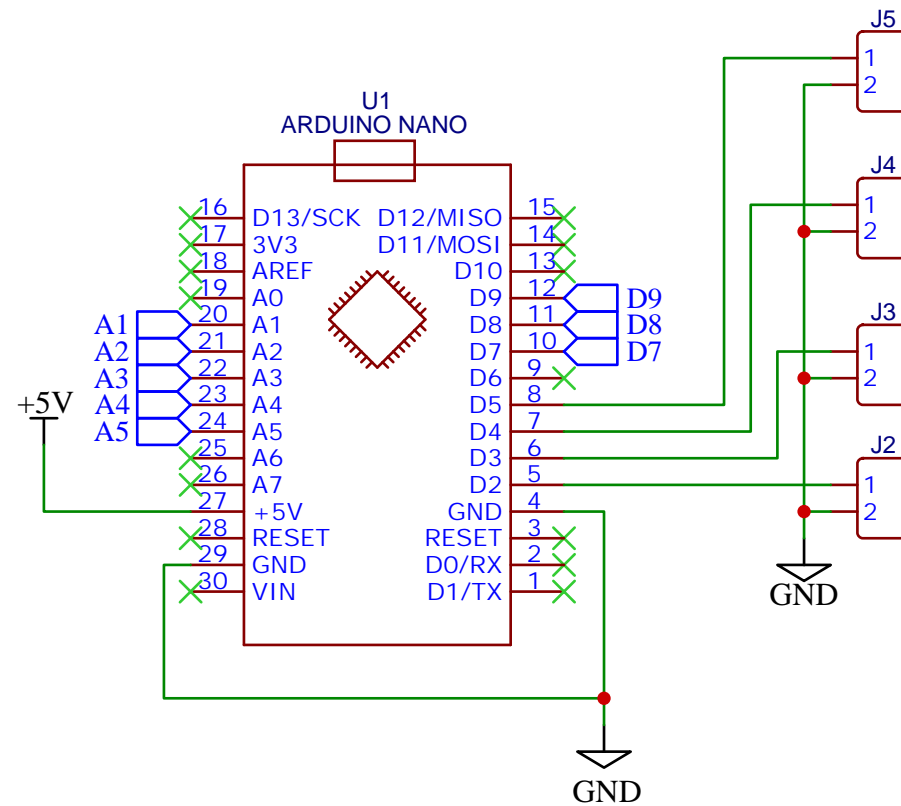 U1
ARDUINO NANO
16 D13/SCK D12/MISO 15
17 3V3 D11/MOSI 14
18 AREF D10 13
19 A0 D9 12 D9
A1 20 A1 D8 11 D8
A2 21 A2 D7 10 D7
A3 22 A3 D6 9
A4 23 A4 D5 8
A5 24 A5 D4 7
25 A6 D3 6
26 A7 D2 5
+5V
27 +5V GND 4
28 RESET RESET 3
29 GND D0/RX 2
30 VIN D1/TX 1
GND
J5
1
2
J4
1
2
J3
1
2
J2
1
2
GND